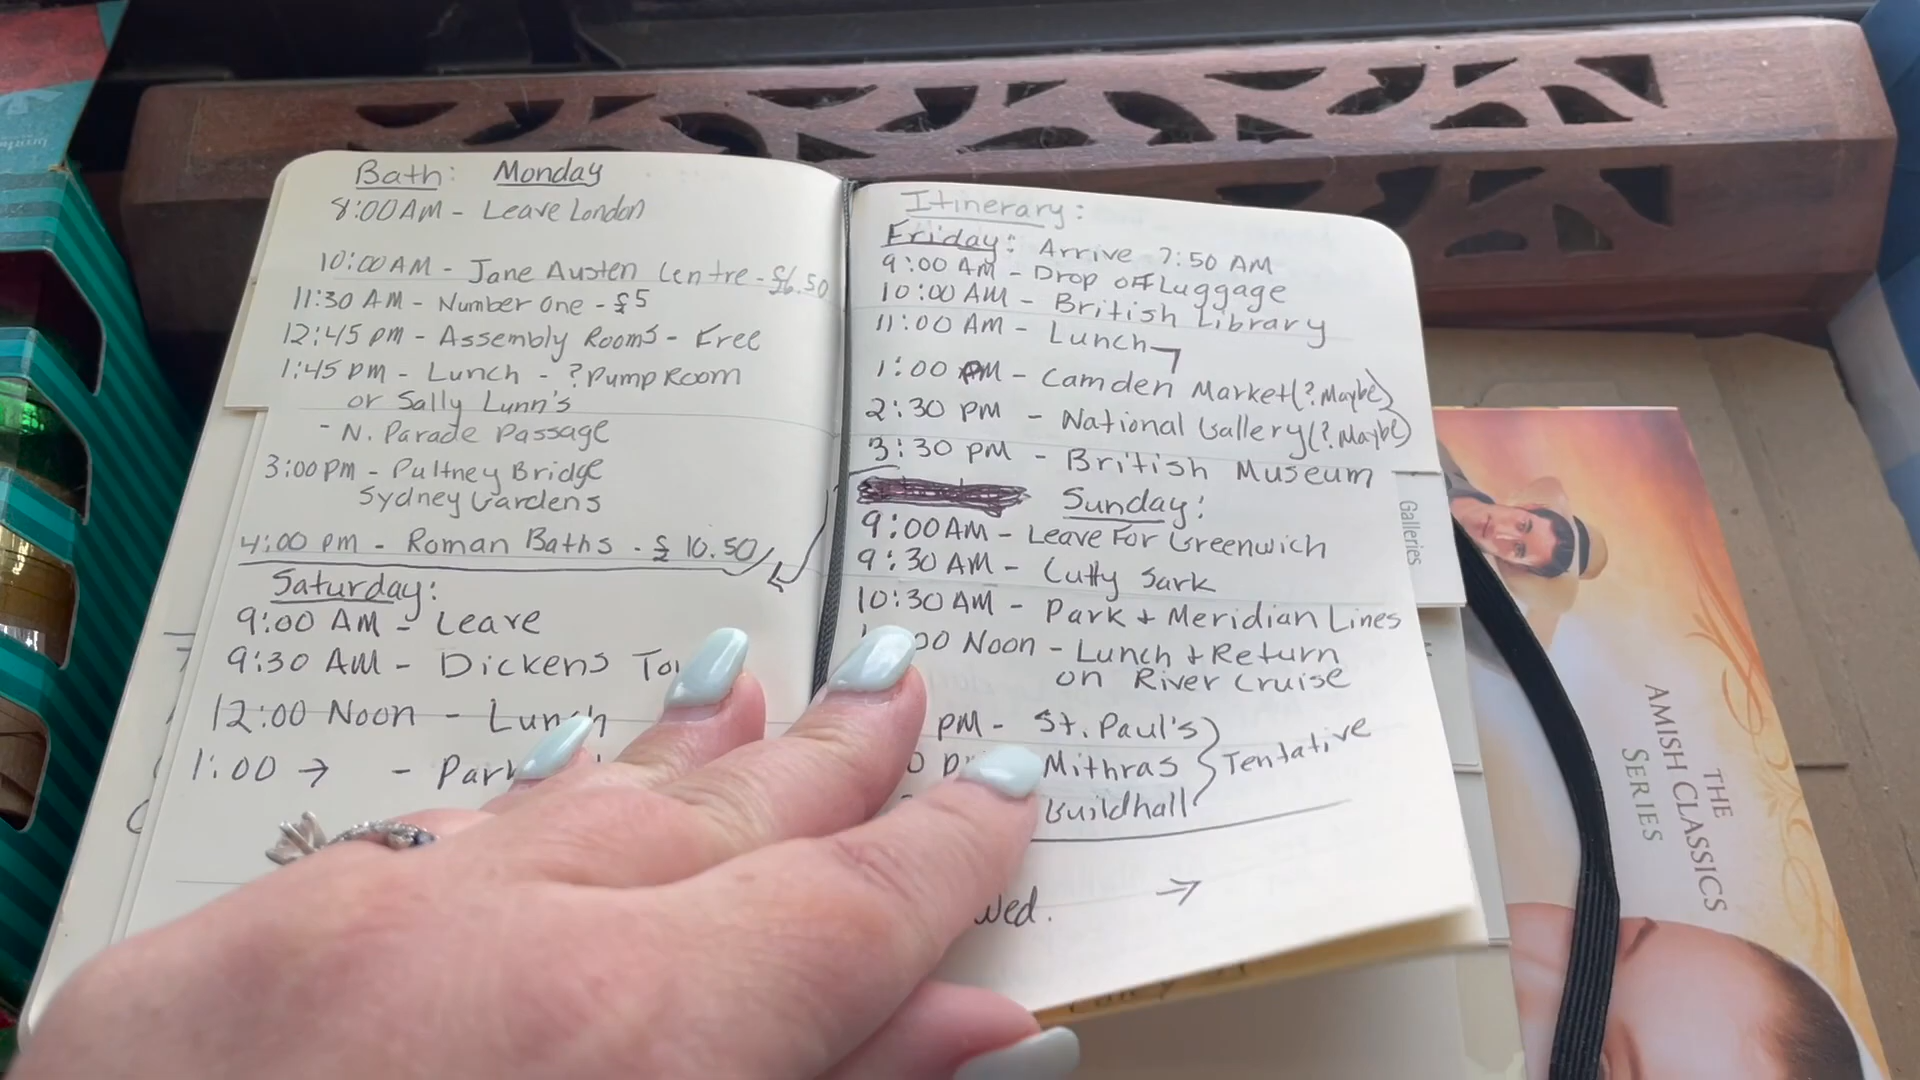 Bath: Monday
8:00 AM - Leave London
10:00 AM - Jane Austen Centre - £6.50
11:30 AM - Number One - £5
12:45 pm - Assembly Rooms - Free
1:45 pm - Lunch - ? Pump Room
or Sally Lunn's
- N. Parade Passage
3:00 pm - Pultney Bridge
Sydney Gardens
4:00 pm - Roman Baths - £ 10.50
Saturday:
9:00 AM - Leave
9:30 AM - Dickens
12:00 Noon - Lunch
1:00 → -
Itinerary:
Friday: Arrive 7:50 AM
9:00 AM - Drop off Luggage
10:00 AM - British Library
11:00 AM - Lunch
1:00 PM - Camden Market (? Maybe)
2:30 pm - National Gallery (? Maybe)
3:30 pm - British Museum
Sunday:
9:00 AM - Leave For Greenwich
9:30 AM - Cutty Sark
10:30 AM - Park + Meridian Lines
00 Noon - Lunch + Return
on River Cruise
PM - St. Paul's
Mithras Tentative
Guildhall
Wed. →
Galleries
THE
AMISH CLASSICS
SERIES